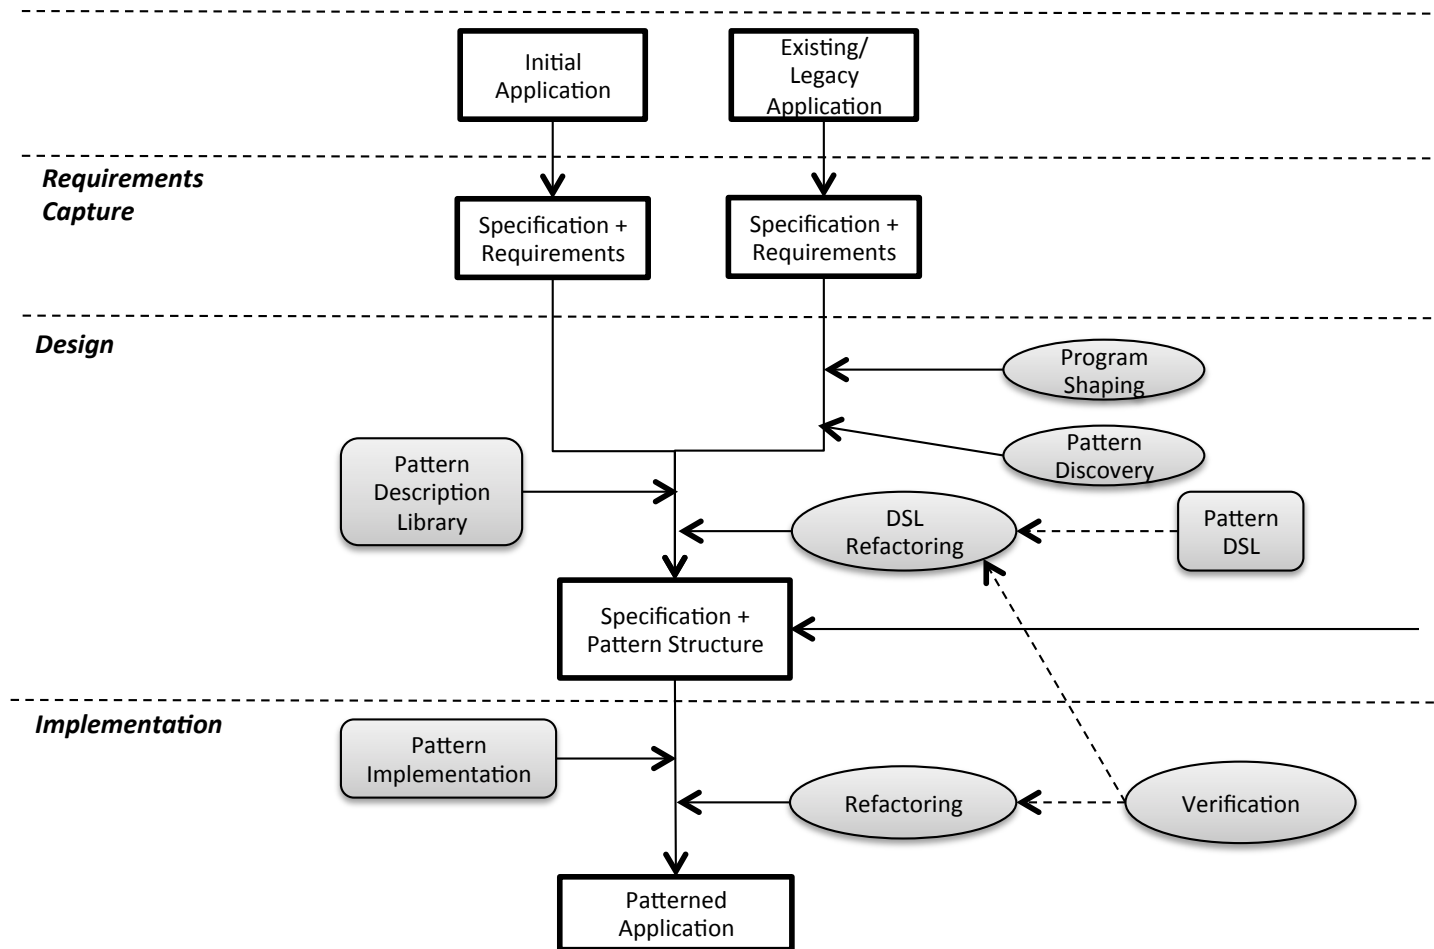 Initial
Application
Existing/
Legacy
Application
Requirements
Capture
Specification +
Requirements
Specification +
Requirements
Design
Program
Shaping
Pattern
Discovery
Pattern
Description
Library
DSL
Refactoring
Pattern
DSL
Specification +
Pattern Structure
Implementation
Pattern
Implementation
Refactoring
Verification
Patterned
Application